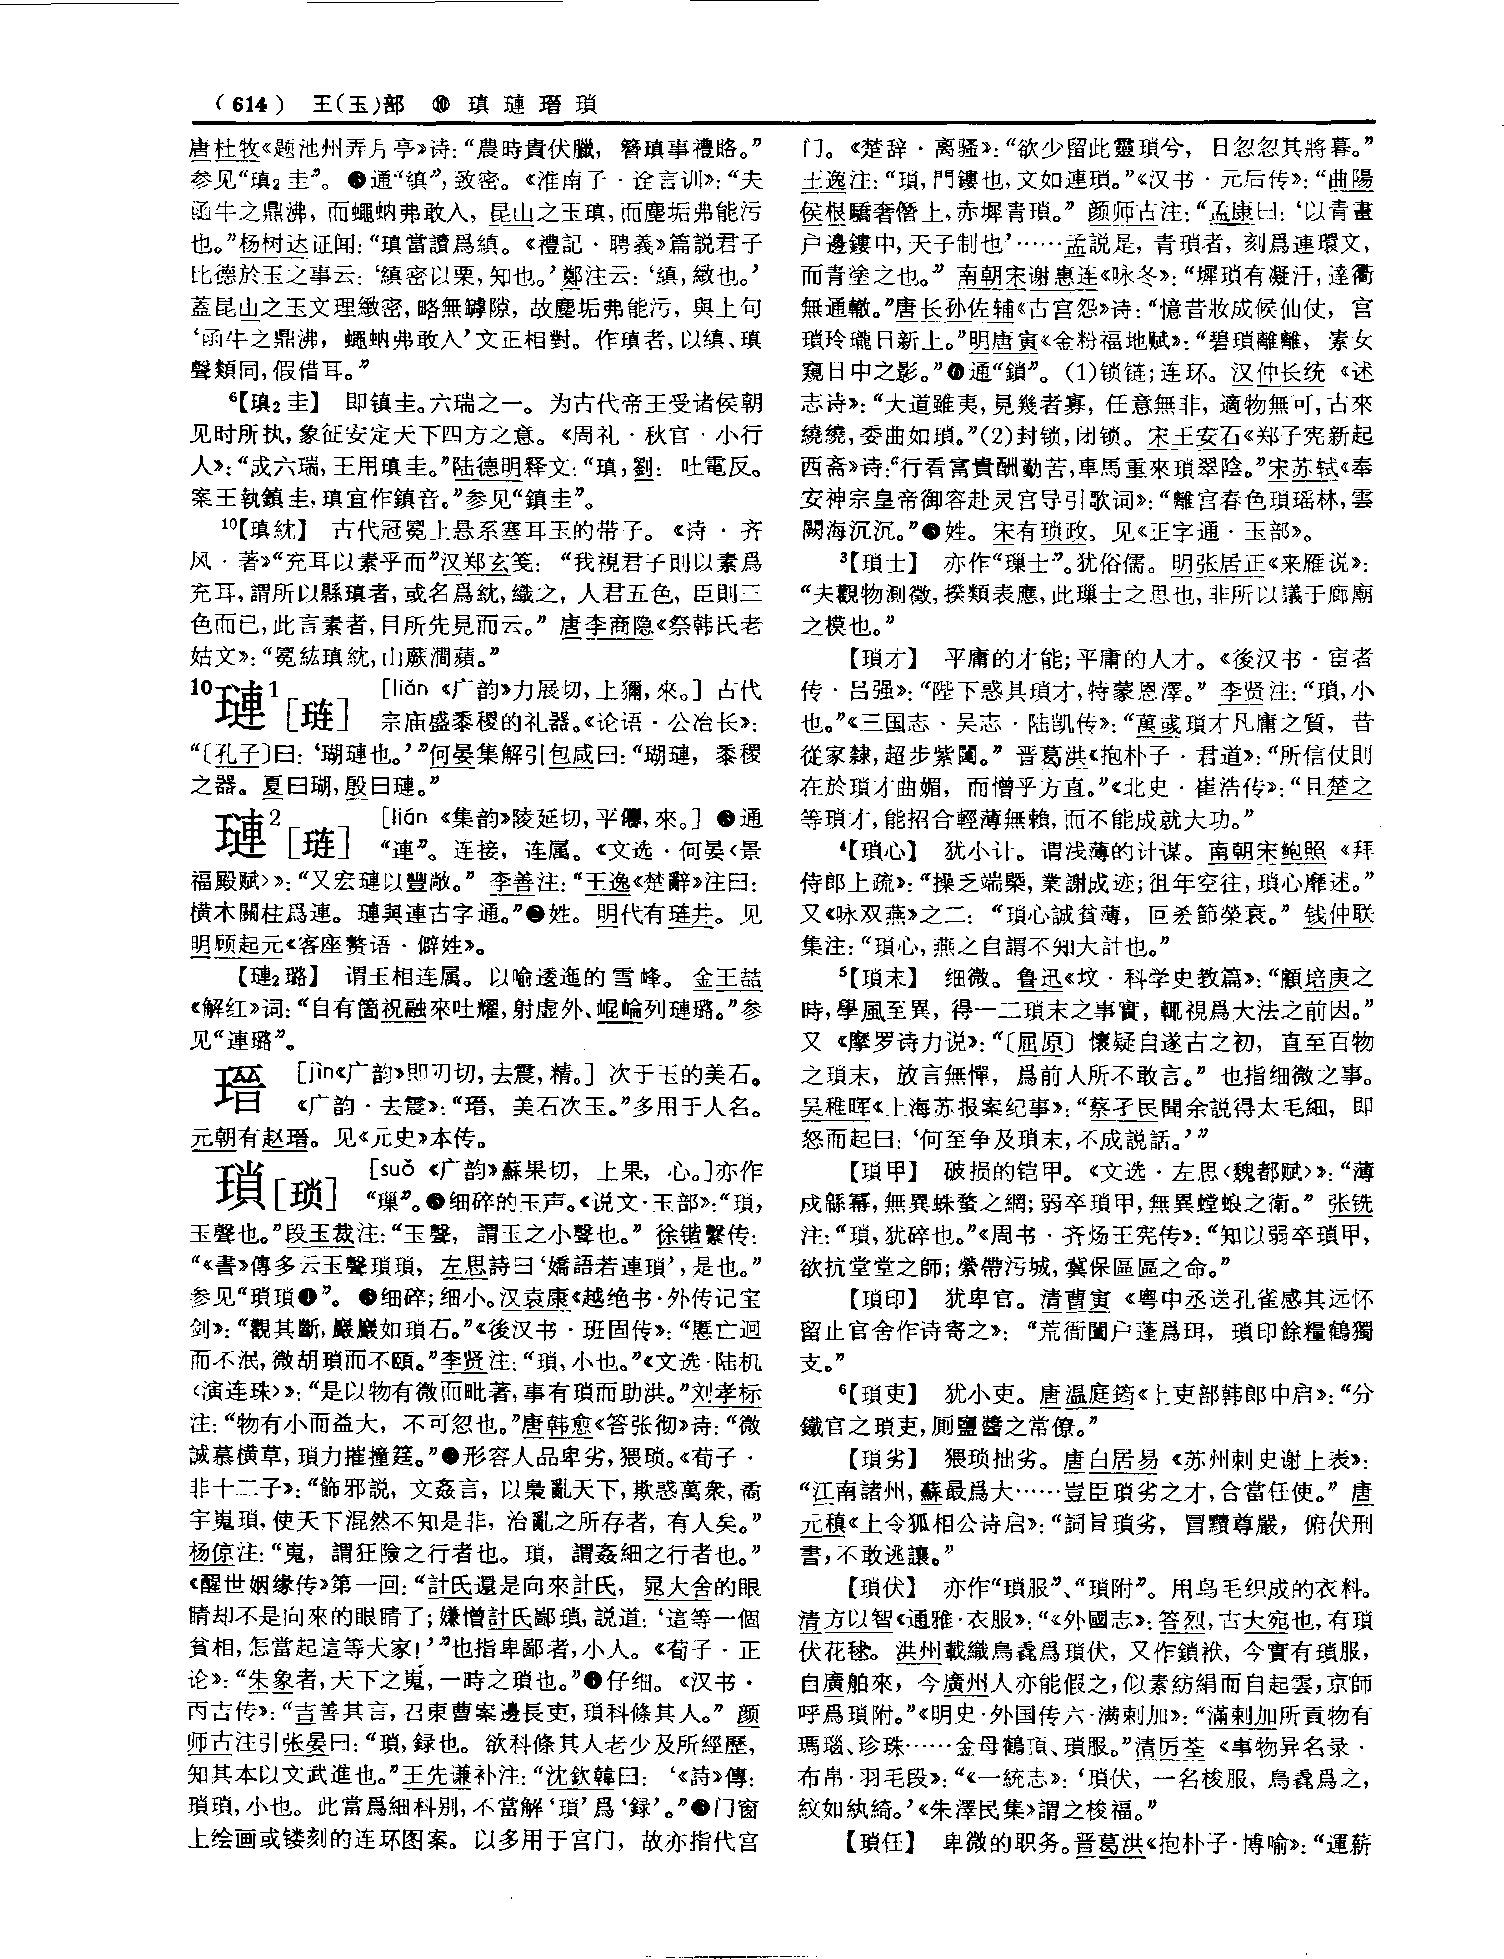 (614) 王(玉)部 ⑩ 瑱 璉 瑨 瑣
唐杜牧《题池州弄月亭》诗：“農時貴伏臘，簪瑱事禮賂。”
参见“瑱₂圭”。❸通“缜”，致密。《淮南子·诠言训》：“夫
函牛之鼎沸，而蠅蚋弗敢入，昆山之玉瑱，而塵垢弗能污
也。”杨树达证闻：“瑱當讀爲縝。《禮記·聘義》篇説君子
比德於玉之事云：‘縝密以栗，知也。’鄭注云：‘縝，緻也。’
蓋昆山之玉文理緻密，略無罅隙，故塵垢弗能污，與上句
‘函牛之鼎沸，蠅蚋弗敢入’文正相對。作瑱者，以缜、瑱
聲類同，假借耳。”
⁶【瑱₂圭】 即镇圭。六瑞之一。为古代帝王受诸侯朝
见时所执，象征安定天下四方之意。《周礼·秋官·小行
人》：“成六瑞，王用瑱圭。”陆德明释文：“瑱，劉：吐電反。
案王執鎮圭，瑱宜作鎮音。”参见“鎮圭”。
¹⁰【瑱紞】 古代冠冕上悬系塞耳玉的带子。《诗·齐
风·著》“充耳以素乎而”汉郑玄笺：“我視君子則以素爲
充耳，謂所以縣瑱者，或名爲紞，織之，人君五色，臣則三
色而已，此言素者，目所先見而云。”唐李商隐《祭韩氏老
姑文》：“冕紘瑱紞，山蕨澗蘋。”
¹⁰璉¹[琏] [liǎn《广韵》力展切，上獮，來。]古代
宗庙盛黍稷的礼器。《论语·公冶长》：
“〔孔子〕曰：‘瑚璉也。’”何晏集解引包咸曰：“瑚璉，黍稷
之器。夏曰瑚，殷曰璉。”
璉²[琏] [lián《集韵》陵延切，平僊，來。]❶通
“連”。连接，连属。《文选·何晏〈景
福殿赋〉》：“又宏璉以豐敞。”李善注：“王逸《楚辭》注曰：
横木關柱爲連。璉與連古字通。”❷姓。明代有琏井。见
明顾起元《客座赘语·僻姓》。
【璉₂璐】 谓玉相连属。以喻逶迤的雪峰。金王喆
《解红》词：“自有箇祝融來吐耀，射虚外、崐崘列璉璐。”参
见“連璐”。
瑨 [jìn《广韵》即刃切，去震，精。]次于玉的美石。
《广韵·去震》：“瑨，美石次玉。”多用于人名。
元朝有赵瑨。见《元史》本传。
瑣[琐] [suǒ《广韵》蘇果切，上果，心。]亦作
“璅”。❶细碎的玉声。《说文·玉部》：“瑣，
玉聲也。”段玉裁注：“玉聲，謂玉之小聲也。”徐锴繫传：
“《書》傳多云玉聲瑣瑣，左思詩曰‘嬌語若連瑣’，是也。”
参见“瑣瑣❶”。❷细碎；细小。汉袁康《越绝书·外传记宝
剑》：“觀其斷，巖巖如瑣石。”《後汉书·班固传》：“慝亡迴
而不泯，微胡瑣而不頤。”李贤注：“瑣，小也。”《文选·陆机
〈演连珠〉》：“是以物有微而毗著，事有瑣而助洪。”刘孝标
注：“物有小而益大，不可忽也。”唐韩愈《答张彻》诗：“微
誠慕横草，瑣力摧撞筳。”❸形容人品卑劣，猥琐。《荀子·
非十二子》：“飾邪説，文姦言，以梟亂天下，欺惑萬衆，矞
宇嵬瑣，使天下混然不知是非，治亂之所存者，有人矣。”
杨倞注：“嵬，謂狂險之行者也。瑣，謂姦細之行者也。”
《醒世姻缘传》第一回：“計氏還是向來計氏，晁大舍的眼
睛却不是向來的眼睛了；嫌憎計氏鄙瑣，説道：‘這等一個
貧相，怎當起這等大家！’”也指卑鄙者，小人。《荀子·正
论》：“朱象者，天下之嵬，一時之瑣也。”❹仔细。《汉书·
丙吉传》：“吉善其言，召東曹案邊長吏，瑣科條其人。”颜
师古注引张晏曰：“瑣，録也。欲科條其人老少及所經歷，
知其本以文武進也。”王先谦补注：“沈欽韓曰：‘《詩》傳：
瑣瑣，小也。此當爲細科别，不當解‘瑣’爲‘録’。”❺门窗
上绘画或镂刻的连环图案。以多用于宫门，故亦指代宫
门。《楚辞·离骚》：“欲少留此靈瑣兮，日忽忽其將暮。”
王逸注：“瑣，門鏤也，文如連瑣。”《汉书·元后传》：“曲陽
侯根驕奢僭上，赤墀青瑣。”颜师古注：“孟康曰：‘以青畫
户邊鏤中，天子制也’……孟説是，青瑣者，刻爲連環文，
而青塗之也。”南朝宋谢惠连《咏冬》：“墀瑣有凝汙，逵衢
無通轍。”唐长孙佐辅《古宫怨》诗：“憶昔妝成候仙仗，宫
瑣玲瓏日新上。”明唐寅《金粉福地赋》：“碧瑣離離，素女
窺日中之影。”❻通“鎖”。(1)锁链；连环。汉仲长统《述
志诗》：“大道雖夷，見幾者寡，任意無非，適物無可，古來
繞繞，委曲如瑣。”(2)封锁，闭锁。宋王安石《郑子宪新起
西斋》诗：“行看富貴酬勤苦，車馬重來瑣翠陰。”宋苏轼《奉
安神宗皇帝御容赴灵宫导引歌词》：“離宫春色瑣瑶林，雲
闕海沉沉。”❼姓。宋有琐政。见《正字通·玉部》。
³【瑣士】 亦作“璅士”。犹俗儒。明张居正《来雁说》：
“夫觀物測微，揆類表應，此璅士之思也，非所以議于廊廟
之模也。”
【瑣才】 平庸的才能；平庸的人才。《後汉书·宦者
传·吕强》：“陛下惑其瑣才，特蒙恩澤。”李贤注：“瑣，小
也。”《三国志·吴志·陆凯传》：“萬彧瑣才凡庸之質，昔
從家隸，超步紫闥。”晋葛洪《抱朴子·君道》：“所信仗則
在於瑣才曲媚，而憎乎方直。”《北史·崔浩传》：“且楚之
等瑣才，能招合輕薄無賴，而不能成就大功。”
⁴【瑣心】 犹小计。谓浅薄的计谋。南朝宋鲍照《拜
侍郎上疏》：“操乏端檠，業謝成迹；徂年空往，瑣心靡述。”
又《咏双燕》之二：“瑣心誠貧薄，叵忝節榮衰。”钱仲联
集注：“瑣心，燕之自謂不知大計也。”
⁵【瑣末】 细微。鲁迅《坟·科学史教篇》：“顧培庚之
時，學風至異，得一二瑣末之事實，輒視爲大法之前因。”
又《摩罗诗力说》：“〔屈原〕懷疑自遂古之初，直至百物
之瑣末，放言無憚，爲前人所不敢言。”也指细微之事。
吴稚晖《上海苏报案纪事》：“蔡孑民聞余説得太毛細，即
怒而起曰：‘何至争及瑣末，不成説話。’”
【瑣甲】 破损的铠甲。《文选·左思〈魏都赋〉》：“薄
戍緜冪，無異蛛蝥之網；弱卒瑣甲，無異螳蜋之衛。”张铣
注：“瑣，犹碎也。”《周书·齐炀王宪传》：“知以弱卒瑣甲，
欲抗堂堂之師；縈帶污城，冀保區區之命。”
【瑣印】 犹卑官。清曹寅《粤中丞送孔雀感其远怀
留止官舍作诗寄之》：“荒衙闔户蓬爲珥，瑣印餘糧鶴獨
支。”
⁶【瑣吏】 犹小吏。唐温庭筠《上吏部韩郎中启》：“分
鐵官之瑣吏，厠鹽醬之常僚。”
【瑣劣】 猥琐拙劣。唐白居易《苏州刺史谢上表》：
“江南諸州，蘇最爲大……豈臣瑣劣之才，合當任使。”唐
元稹《上令狐相公诗启》：“詞旨瑣劣，冒黷尊嚴，俯伏刑
書，不敢逃讓。”
【瑣伏】 亦作“瑣服”、“瑣附”。用鸟毛织成的衣料。
清方以智《通雅·衣服》：“《外國志》：答烈，古大宛也，有瑣
伏花毯。洪州載織鳥毳爲瑣伏，又作鎖袱，今實有瑣服，
自廣舶來，今廣州人亦能假之，似素紡絹而自起雲，京師
呼爲瑣附。”《明史·外国传六·满剌加》：“滿剌加所貢物有
瑪瑙、珍珠……金母鶴頂、瑣服。”清厉荃《事物异名录·
布帛·羽毛段》：“《一統志》：‘瑣伏，一名梭服，鳥毳爲之，
紋如紈綺。’《朱澤民集》謂之梭福。”
【瑣任】 卑微的职务。晋葛洪《抱朴子·博喻》：“運薪